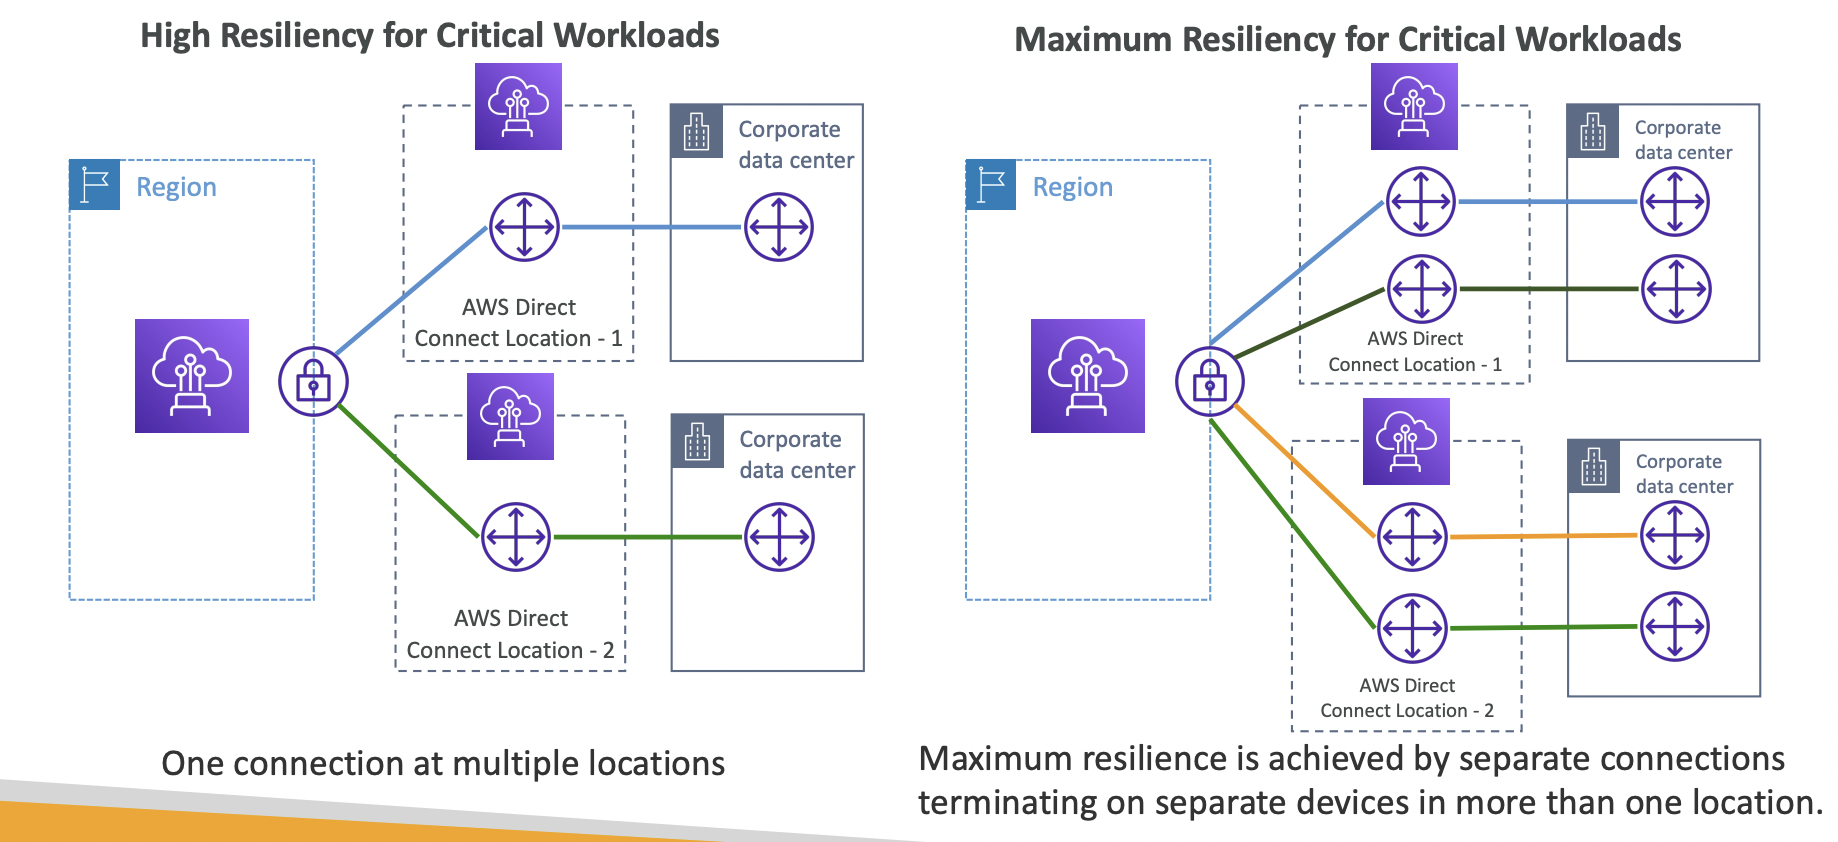 High Resiliency for Critical Workloads
Region
Corporate
data center
AWS Direct
Connect Location - 1
Corporate
data center
AWS Direct
Connect Location - 2
One connection at multiple locations
Maximum Resiliency for Critical Workloads
Region
Corporate
data center
AWS Direct
Connect Location - 1
Corporate
data center
AWS Direct
Connect Location - 2
Maximum resilience is achieved by separate connections
terminating on separate devices in more than one location.